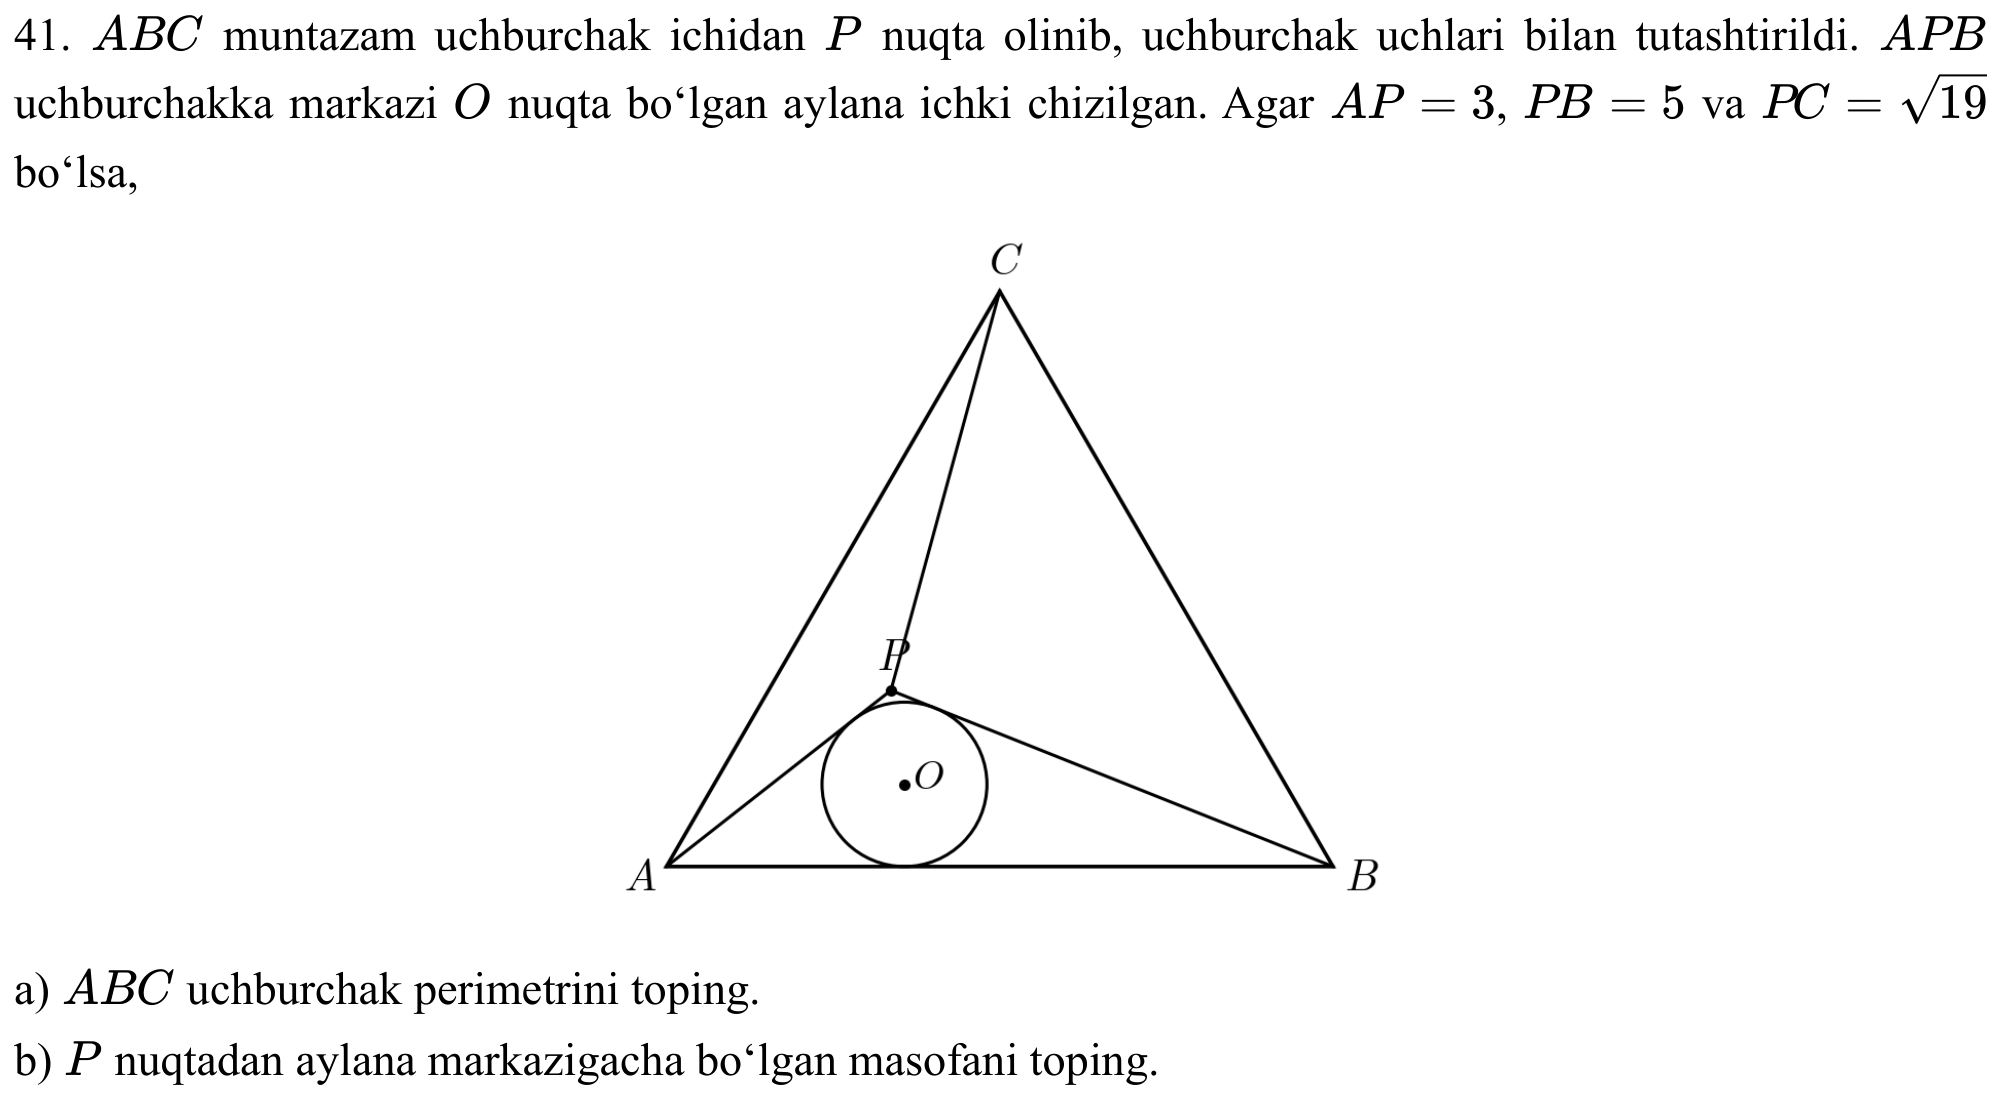 41. ABC muntazam uchburchak ichidan P nuqta olinib, uchburchak uchlari bilan tutashtirildi. APB
uchburchakka markazi O nuqta bo‘lgan aylana ichki chizilgan. Agar AP = 3, PB = 5 va PC = √19
bo‘lsa,
C
P
O
A
B
a) ABC uchburchak perimetrini toping.
b) P nuqtadan aylana markazigacha bo‘lgan masofani toping.